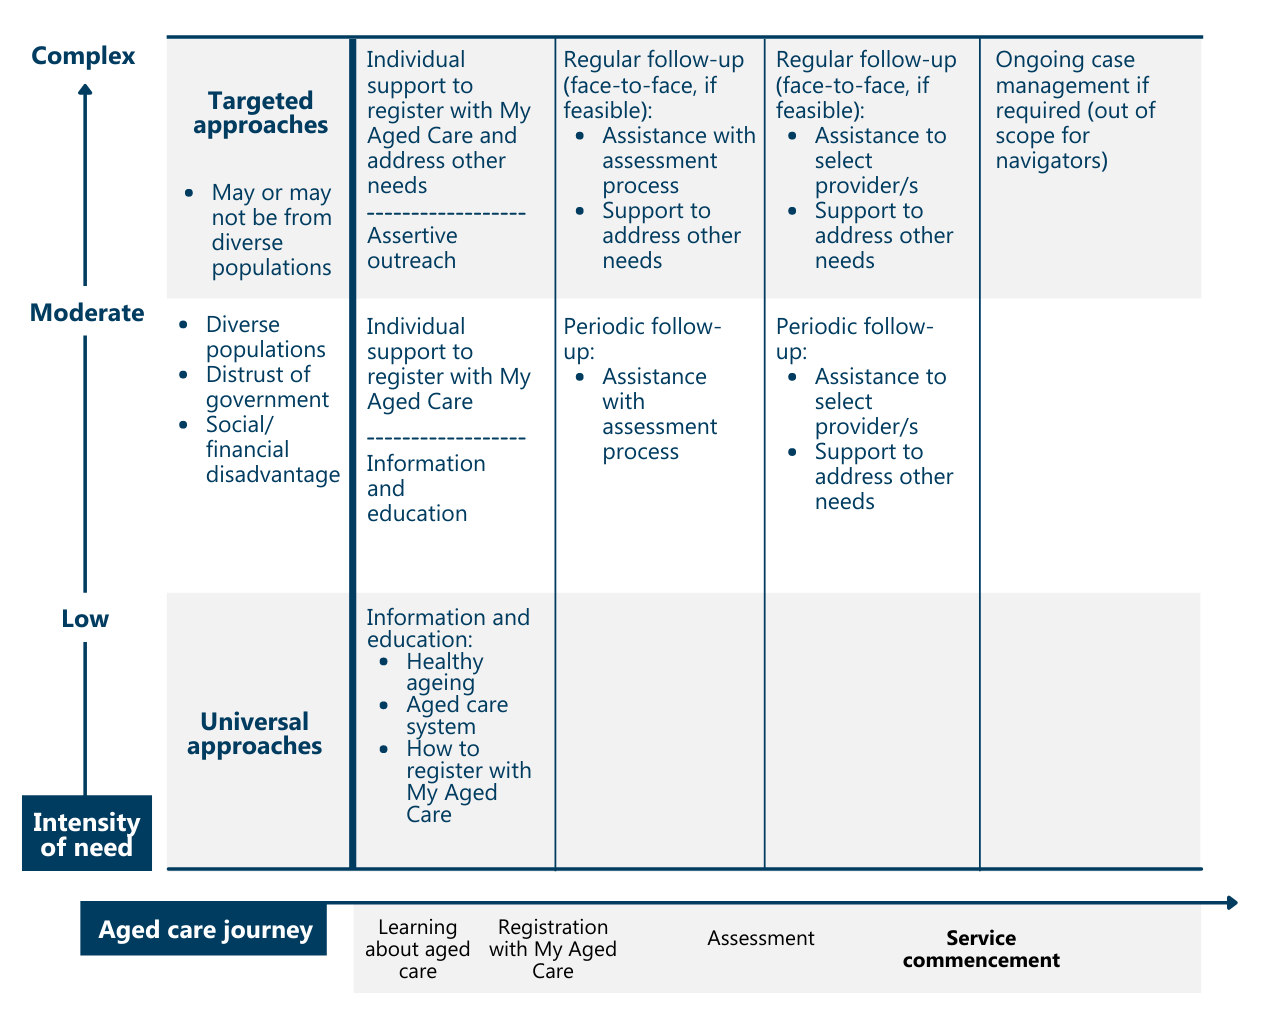 Complex
Moderate
Low
Intensity
of need
Targeted
approaches
• May or may
not be from
diverse
populations
Individual
support to
register with My
Aged Care and
address other
needs
------------------
Assertive
outreach
Regular follow-up
(face-to-face, if
feasible):
• Assistance with
assessment
process
• Support to
address other
needs
Regular follow-up
(face-to-face, if
feasible):
• Assistance to
select
provider/s
• Support to
address other
needs
Ongoing case
management if
required (out of
scope for
navigators)
• Diverse
populations
• Distrust of
government
• Social/
financial
disadvantage
Individual
support to
register with My
Aged Care
------------------
Information
and
education
Periodic follow-
up:
• Assistance
with
assessment
process
Periodic follow-
up:
• Assistance to
select
provider/s
• Support to
address other
needs
Universal
approaches
Information and
education:
• Healthy
ageing
• Aged care
system
• How to
register with
My Aged
Care
Aged care journey
Learning
about aged
care
Registration
with My Aged
Care
Assessment
Service
commencement